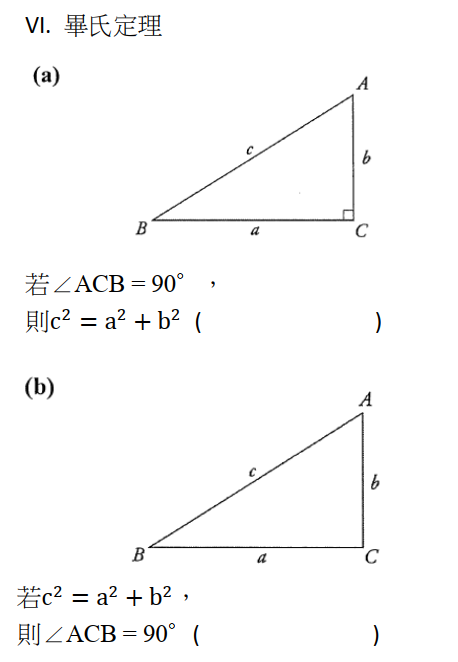 VI. 畢氏定理
(a)
A
c
b
B
a
C
若∠ACB = 90°，
則c² = a² + b² ( )
(b)
A
c
b
B
a
C
若c² = a² + b²，
則∠ACB = 90° ( )